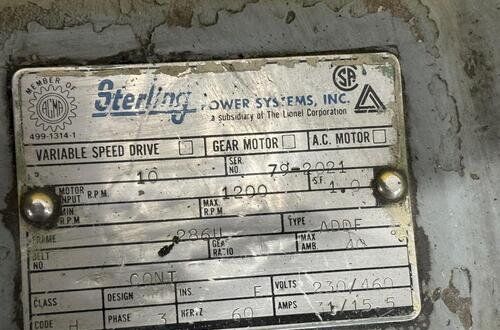 MEMBER OF
AGMA
499-1314-1
Sterling POWER SYSTEMS, INC.
a subsidiary of The Lionel Corporation
VARIABLE SPEED DRIVE GEAR MOTOR A.C. MOTOR
10 SER. NO. 79-2021
MOTOR INPUT R.P.M. 1200 S.F. 1.0
MIN. R.P.M MAX. R.P.M.
FRAME 286U TYPE
BELT NO. GEAR RATIO MAX. AMB. 40 °C
CONT
CLASS DESIGN INS. F VOLTS 230/460
CODE H PHASE 3 HERTZ 60 AMPS 31/15.5